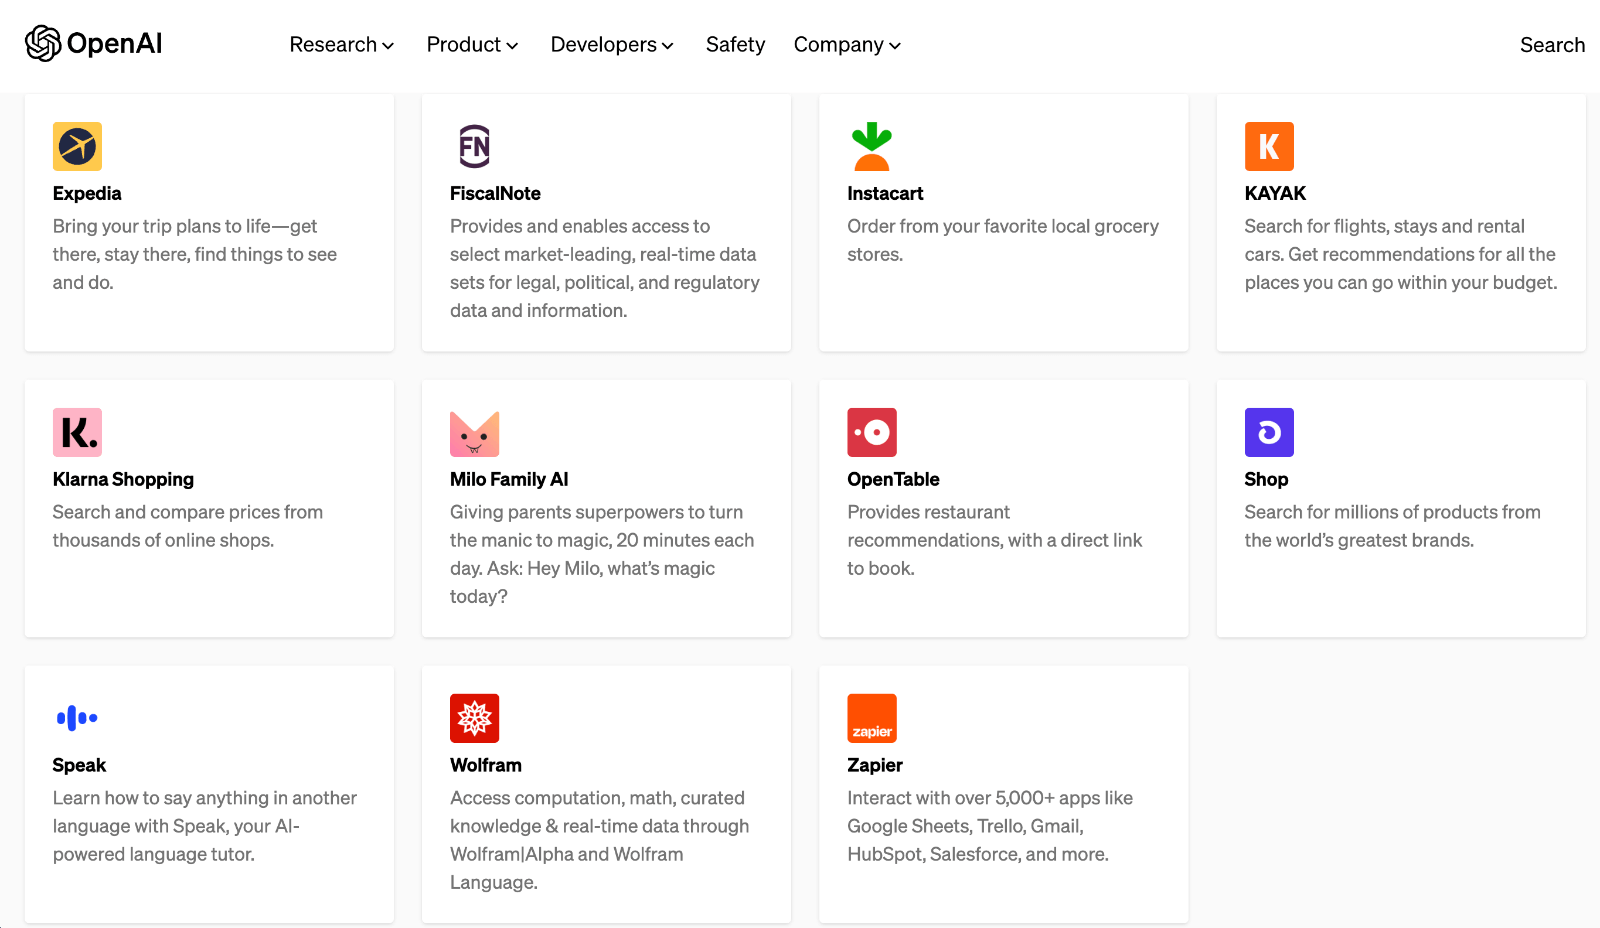 OpenAI
Research
Product
Developers
Safety
Company
Search
Expedia
Bring your trip plans to life—get
there, stay there, find things to see
and do.
FN
FiscalNote
Provides and enables access to
select market-leading, real-time data
sets for legal, political, and regulatory
data and information.
Instacart
Order from your favorite local grocery
stores.
K
KAYAK
Search for flights, stays and rental
cars. Get recommendations for all the
places you can go within your budget.
K.
Klarna Shopping
Search and compare prices from
thousands of online shops.
Milo Family AI
Giving parents superpowers to turn
the manic to magic, 20 minutes each
day. Ask: Hey Milo, what’s magic
today?
OpenTable
Provides restaurant
recommendations, with a direct link
to book.
Shop
Search for millions of products from
the world’s greatest brands.
Speak
Learn how to say anything in another
language with Speak, your AI-
powered language tutor.
Wolfram
Access computation, math, curated
knowledge & real-time data through
Wolfram|Alpha and Wolfram
Language.
zapier
Zapier
Interact with over 5,000+ apps like
Google Sheets, Trello, Gmail,
HubSpot, Salesforce, and more.